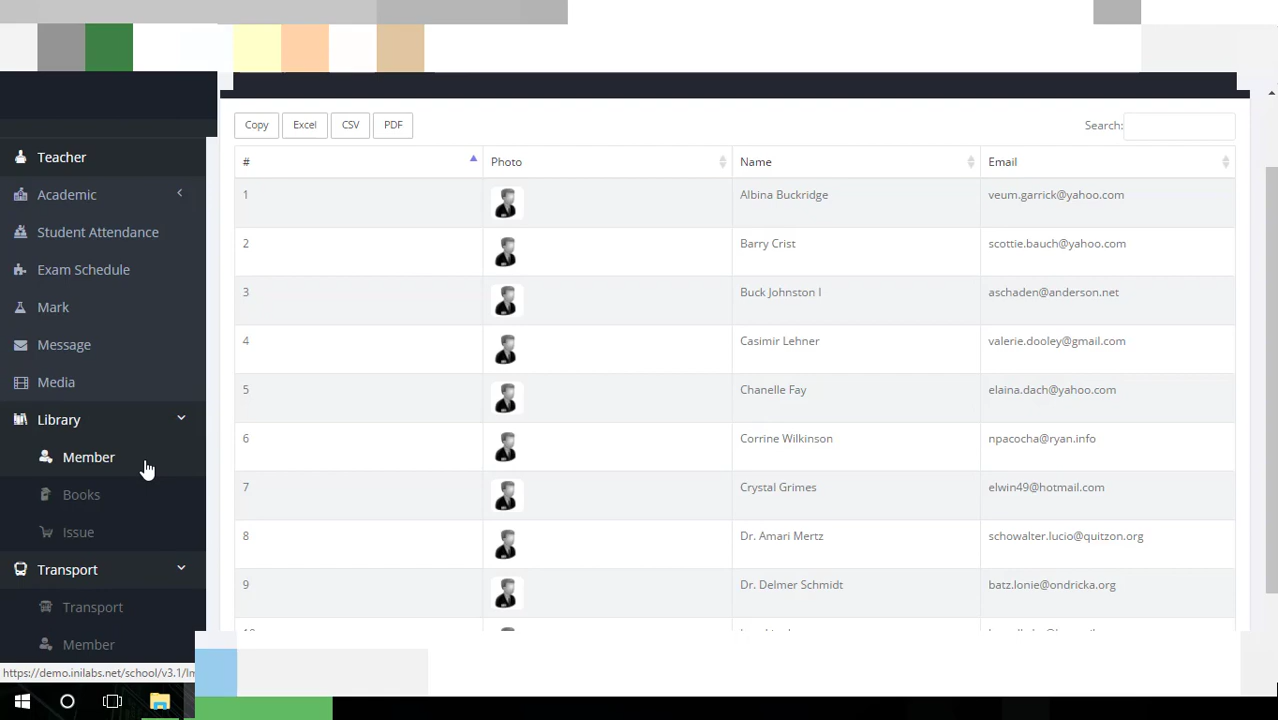 Copy Excel CSV PDF Search:
# Photo Name Email
1 Albina Buckridge veum.garrick@yahoo.com
2 Barry Crist scottie.bauch@yahoo.com
3 Buck Johnston I aschaden@anderson.net
4 Casimir Lehner valerie.dooley@gmail.com
5 Chanelle Fay elaina.dach@yahoo.com
6 Corrine Wilkinson npacocha@ryan.info
7 Crystal Grimes elwin49@hotmail.com
8 Dr. Amari Mertz schowalter.lucio@quitzon.org
9 Dr. Delmer Schmidt batz.lonie@ondricka.org
Teacher
Academic
Student Attendance
Exam Schedule
Mark
Message
Media
Library
Member
Books
Issue
Transport
Transport
Member
https://demo.inilabs.net/school/v3.1/lm